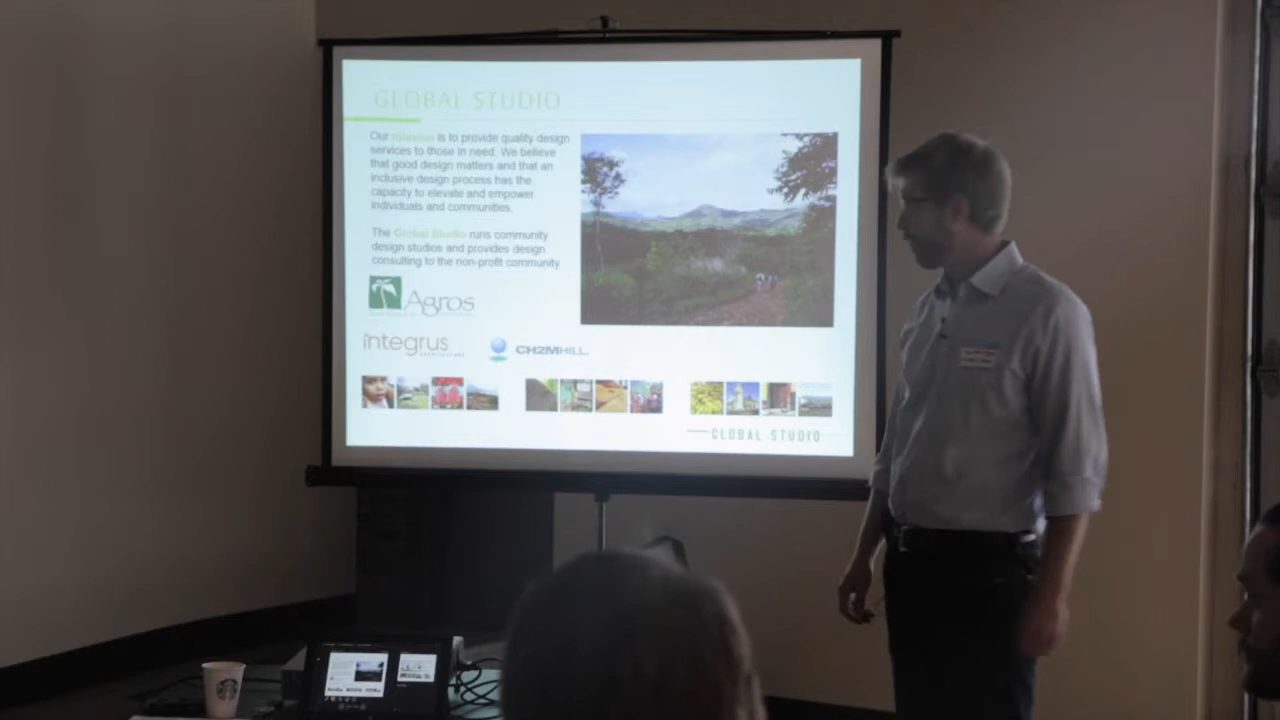 GLOBAL STUDIO
Our mission is to provide quality design
services to those in need. We believe
that good design matters and that an
inclusive design process has the
capacity to elevate and empower
individuals and communities.
The Global Studio runs community
design studios and provides design
consulting to the non-profit community
Agros
integrus
ARCHITECTURE
CH2MHILL.
GLOBAL STUDIO